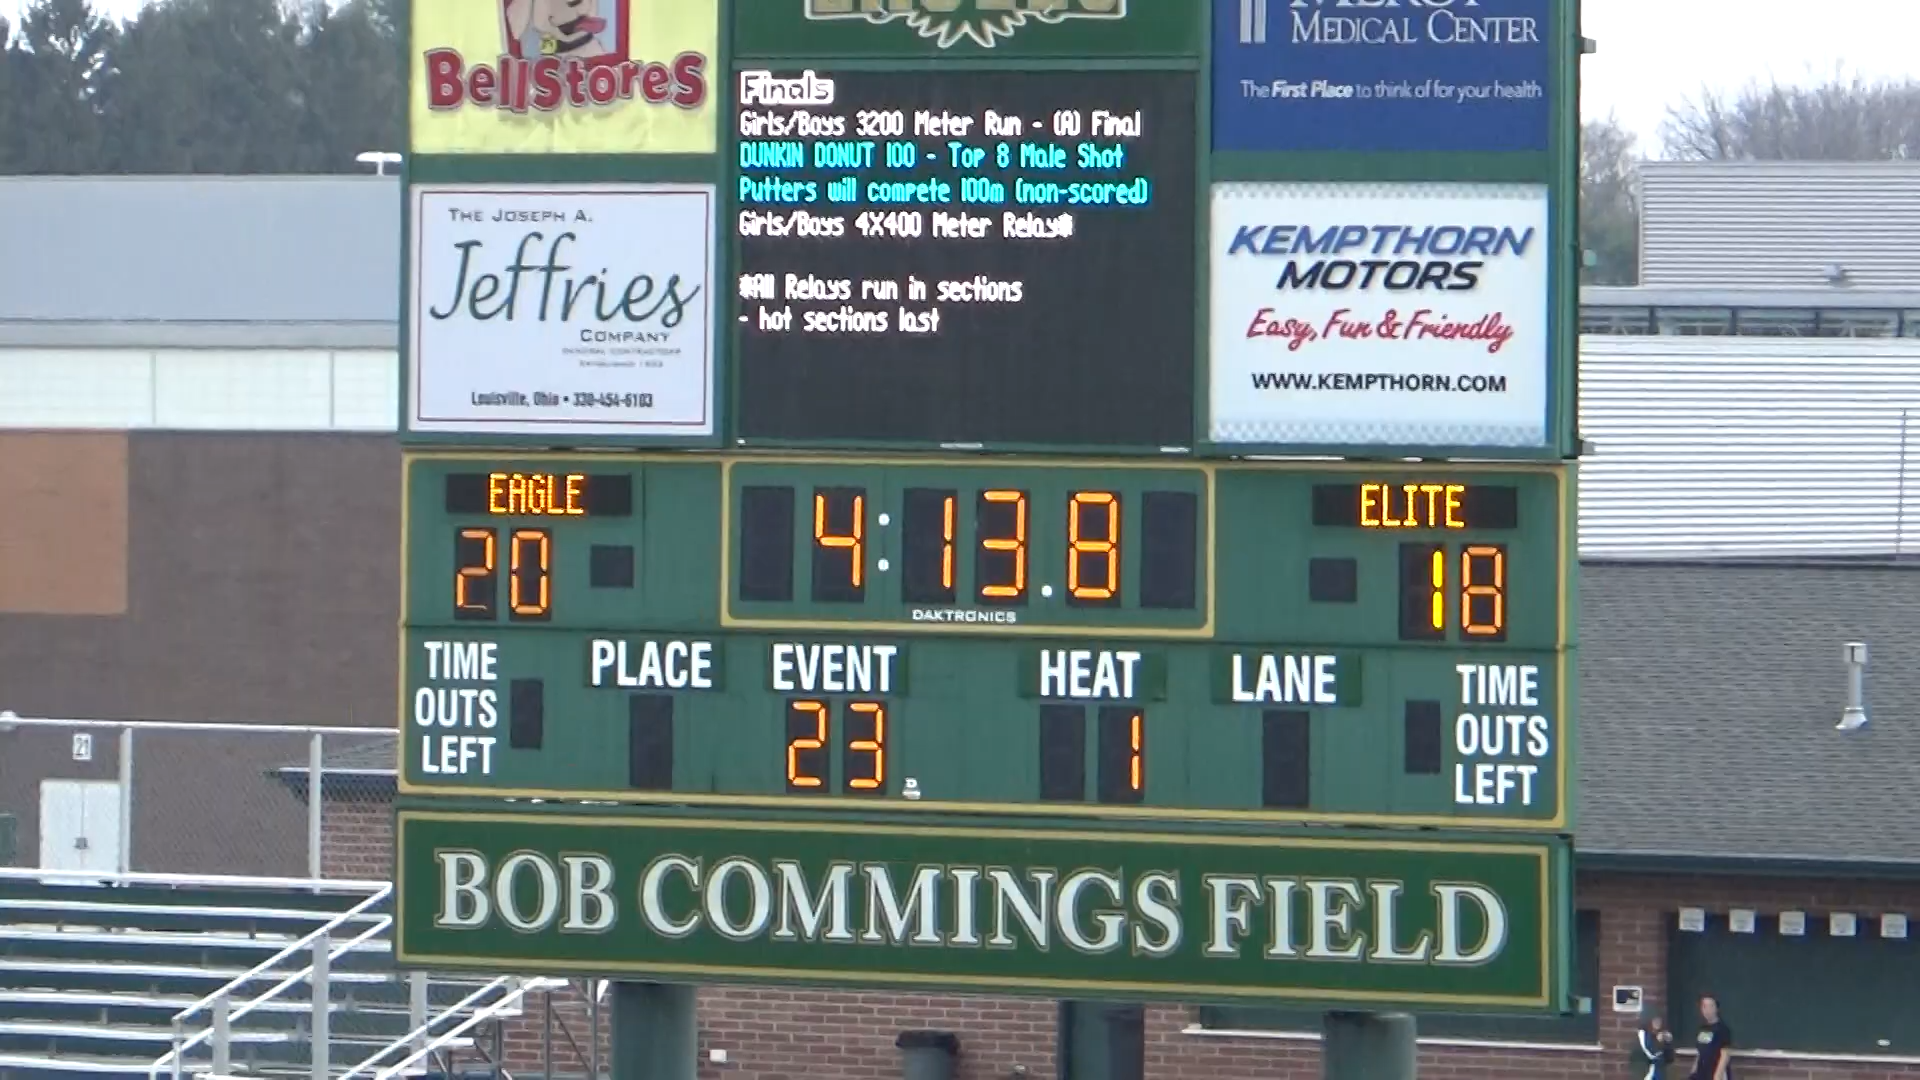 BellStores
MEDICAL CENTER
The First Place to think of for your health
Finals
Girls/Boys 3200 Meter Run - (A) Final
DUNKIN DONUT 100 - Top 8 Male Shot
Putters will compete 100m (non-scored)
Girls/Boys 4X400 Meter Relay*
*All Relays run in sections
- hot sections last
THE JOSEPH A.
Jeffries
COMPANY
GENERAL CONTRACTORS
Louisville, Ohio • 330-454-6103
KEMPTHORN
MOTORS
Easy, Fun & Friendly
WWW.KEMPTHORN.COM
EAGLE
20
4:13.8
DAKTRONICS
ELITE
18
TIME
OUTS
LEFT
PLACE
EVENT
23
HEAT
1
LANE
TIME
OUTS
LEFT
BOB COMMINGS FIELD
21